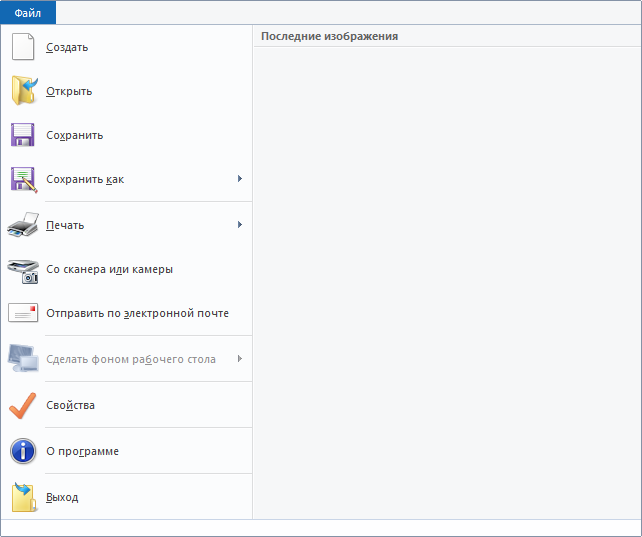 Файл
Последние изображения
Создать
Открыть
Сохранить
Сохранить как
Печать
Со сканера или камеры
Отправить по электронной почте
Сделать фоном рабочего стола
Свойства
О программе
Выход